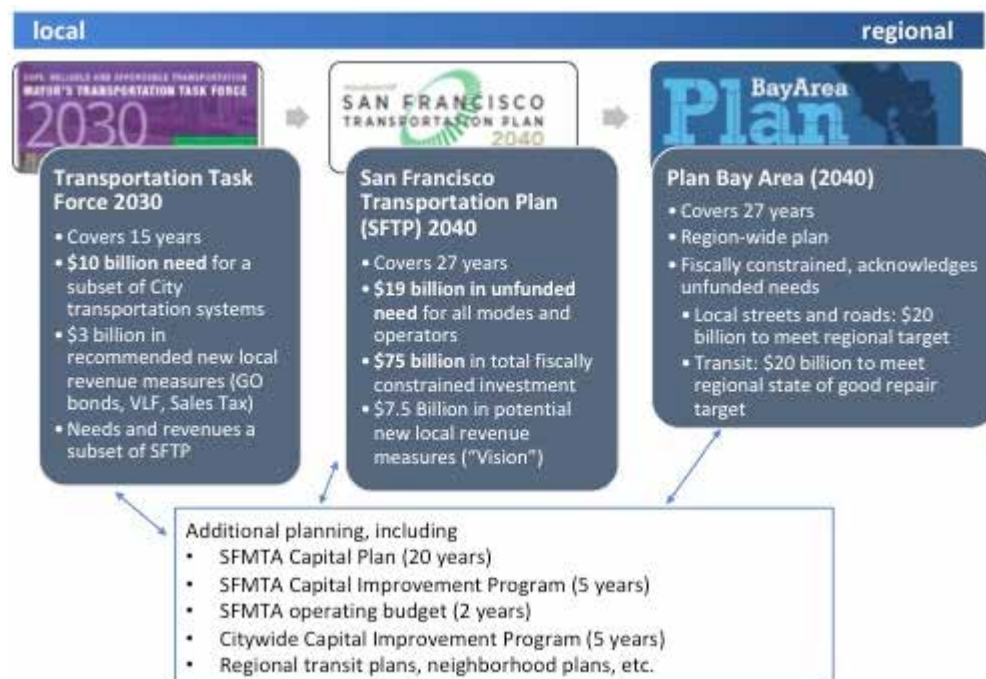 local
regional
SAFE, RELIABLE AND AFFORDABLE TRANSPORTATION
MAYOR'S TRANSPORTATION TASK FORCE
2030
SAN FRANCISCO
TRANSPORTATION PLAN
2040
BayArea
Plan
Transportation Task
Force 2030
• Covers 15 years
• $10 billion need for a
subset of City
transportation systems
• $3 billion in
recommended new local
revenue measures (GO
bonds, VLF, Sales Tax)
• Needs and revenues a
subset of SFTP
San Francisco
Transportation Plan
(SFTP) 2040
• Covers 27 years
• $19 billion in unfunded
need for all modes and
operators
• $75 billion in total fiscally
constrained investment
• $7.5 Billion in potential
new local revenue
measures ("Vision")
Plan Bay Area (2040)
• Covers 27 years
• Region-wide plan
• Fiscally constrained, acknowledges
unfunded needs
• Local streets and roads: $20
billion to meet regional target
• Transit: $20 billion to meet
regional state of good repair
target
Additional planning, including
• SFMTA Capital Plan (20 years)
• SFMTA Capital Improvement Program (5 years)
• SFMTA operating budget (2 years)
• Citywide Capital Improvement Program (5 years)
• Regional transit plans, neighborhood plans, etc.